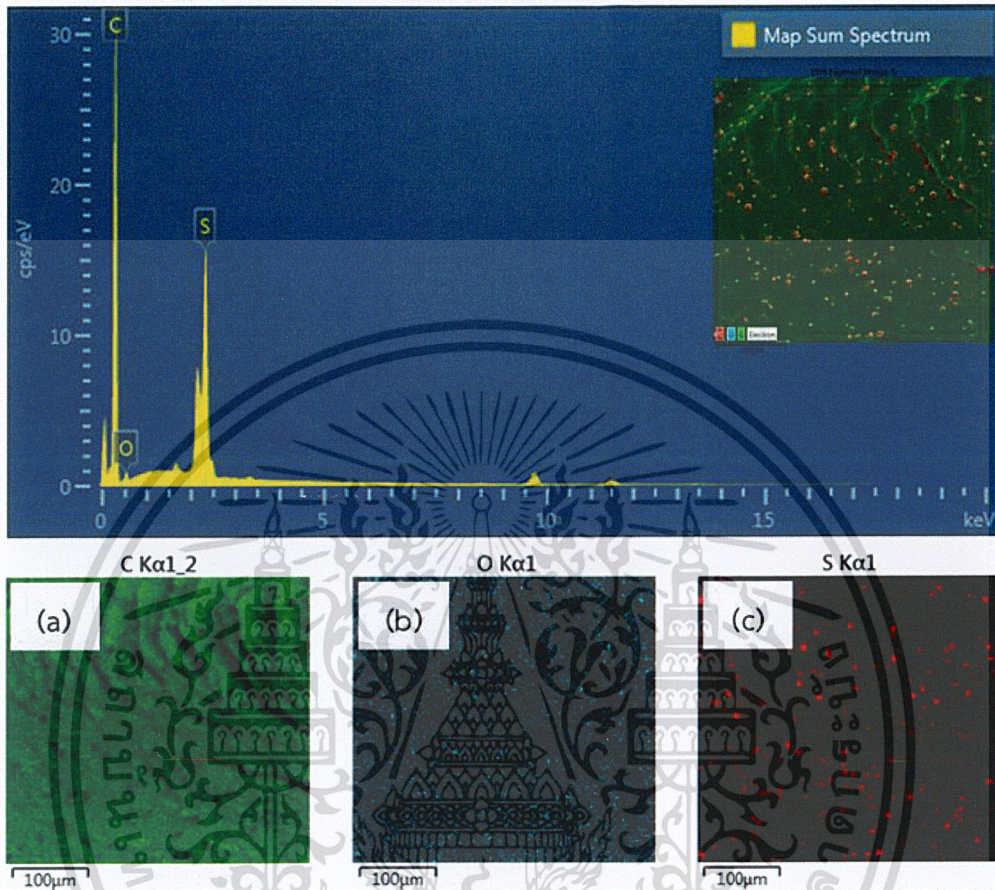 C
30
Map Sum Spectrum
20
S
cps/eV
10
O
0
Electron
0 5 10 15 keV
C Kα1_2 O Kα1 S Kα1
(a) (b) (c)
100µm 100µm 100µm